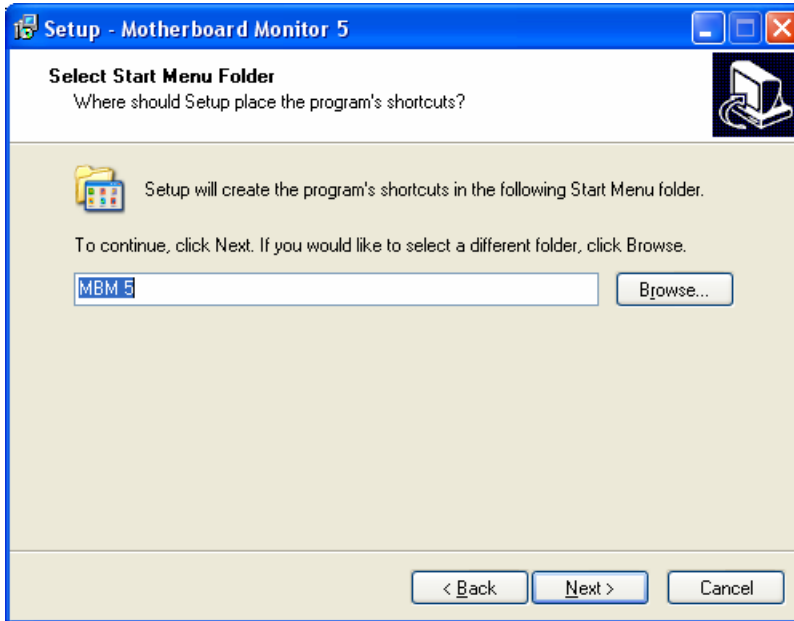 Setup - Motherboard Monitor 5
Select Start Menu Folder
Where should Setup place the program's shortcuts?
Setup will create the program's shortcuts in the following Start Menu folder.
To continue, click Next. If you would like to select a different folder, click Browse.
MBM 5
Browse...
< Back
Next >
Cancel